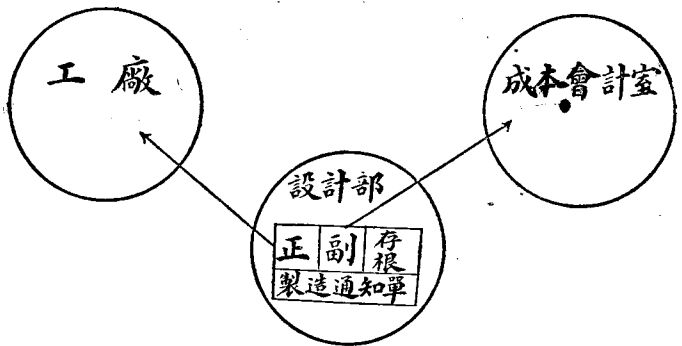 工廠
成本會計室
設計部
正 副 存根
製造通知單